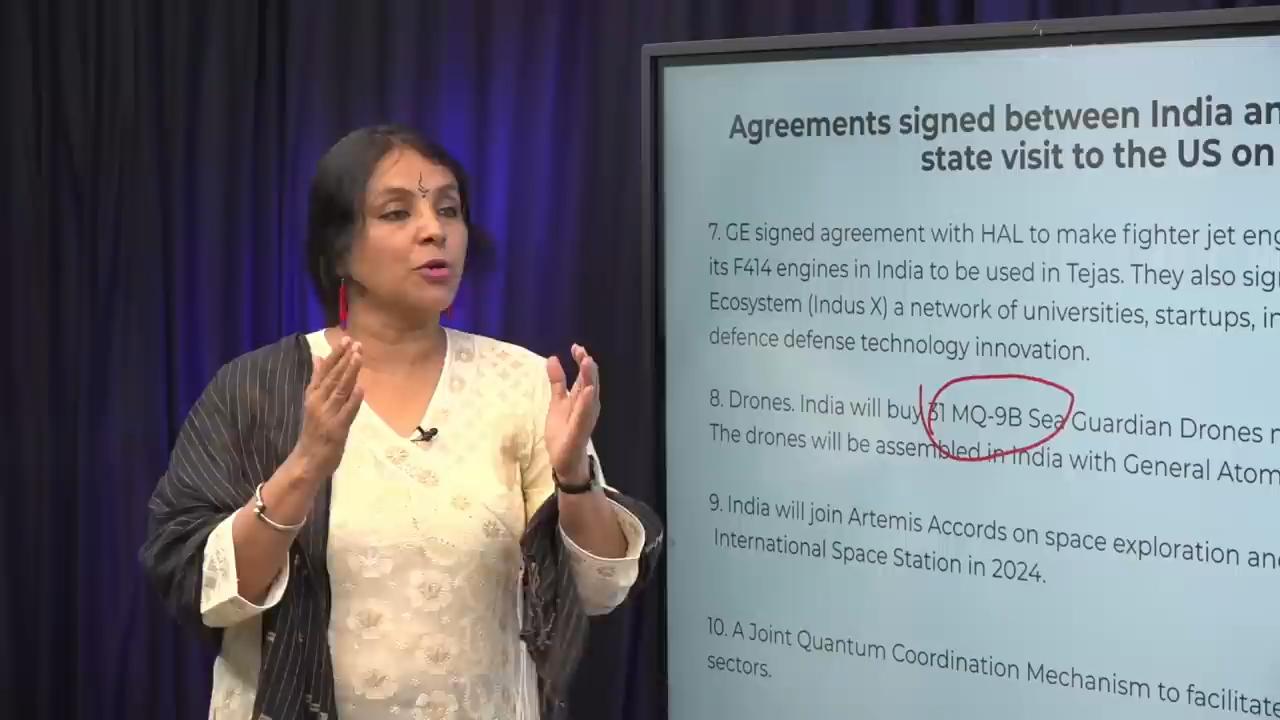 Agreements signed between India an
state visit to the US on
7. GE signed agreement with HAL to make fighter jet eng
its F414 engines in India to be used in Tejas. They also sig
Ecosystem (Indus X) a network of universities, startups, in
defence defense technology innovation.
8. Drones. India will buy 31 MQ-9B Sea Guardian Drones
The drones will be assembled in India with General Atom
9. India will join Artemis Accords on space exploration an
International Space Station in 2024.
10. A Joint Quantum Coordination Mechanism to facilitate
sectors.